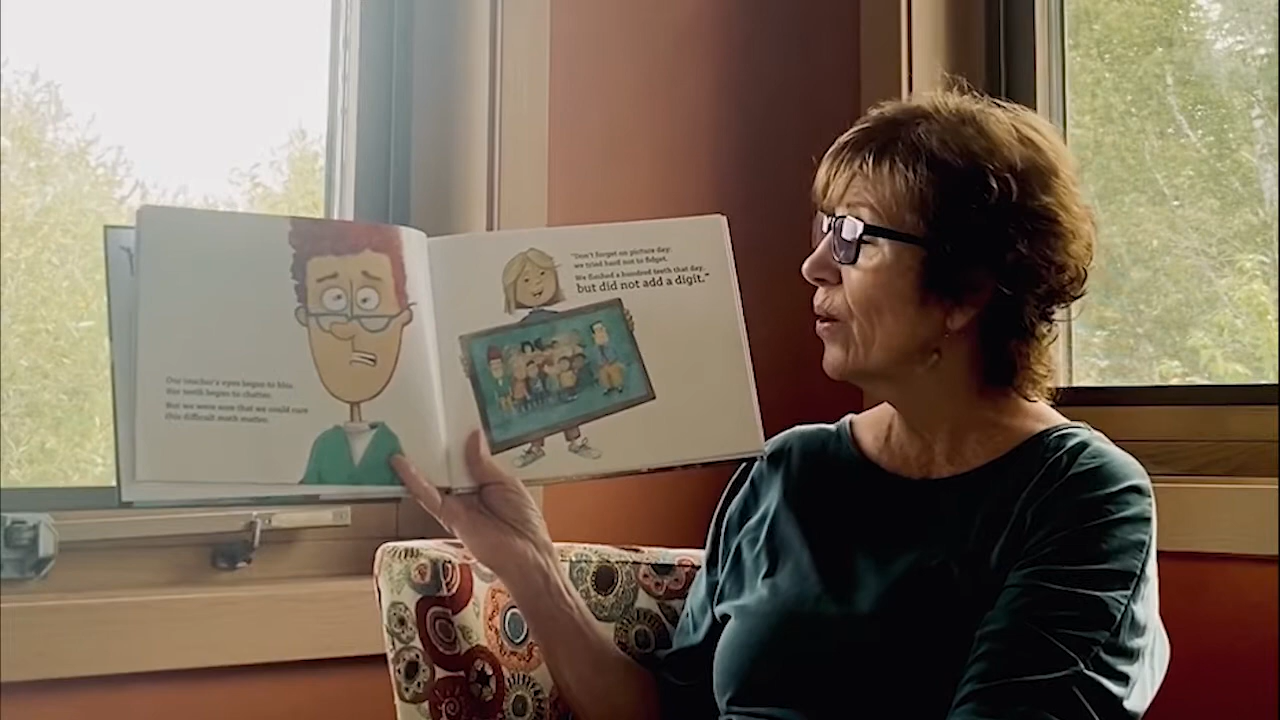 Our teacher's eyes began to blur.
Her teeth began to chatter.
But we were sure that we could cure
this difficult math matter.
"Don't forget on picture day:
we tried hard not to fidget.
We flashed a hundred teeth that day,
but did not add a digit."